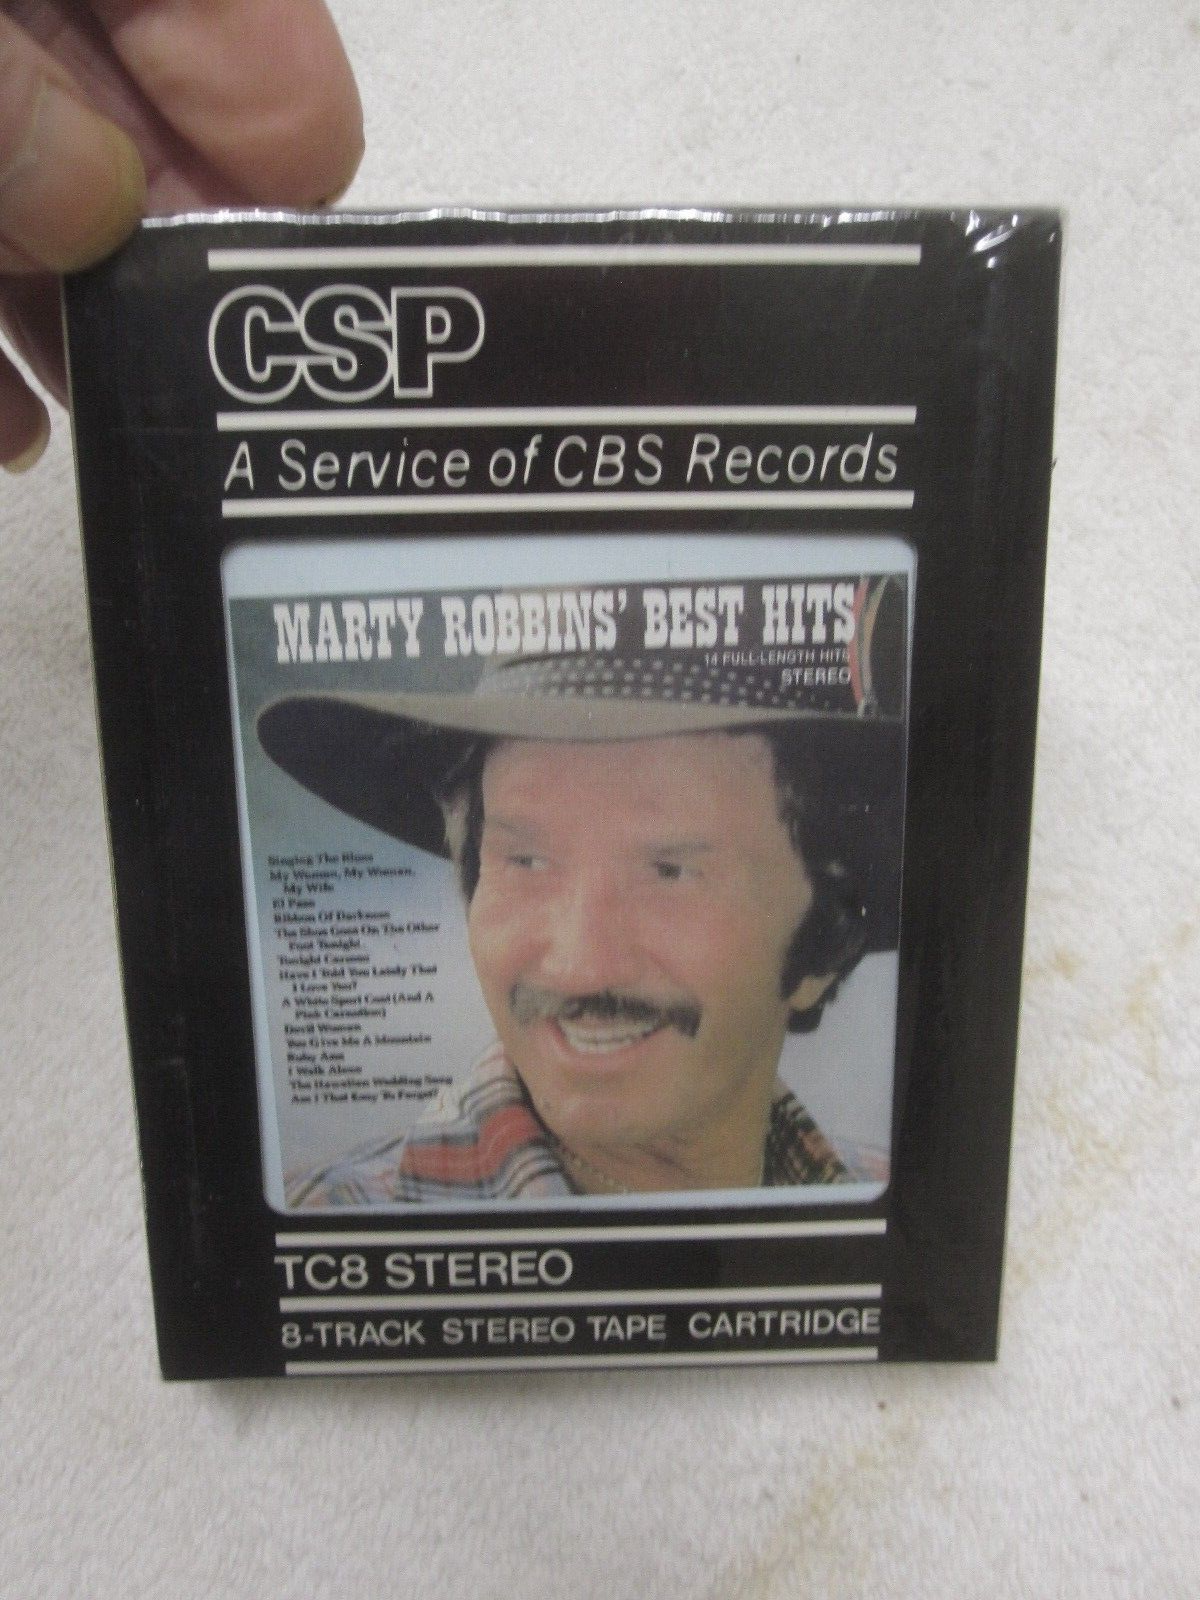 CSP
A Service of CBS Records
MARTY ROBBINS' BEST HITS
14 FULL-LENGTH HITS
STEREO
Singing The Blues
My Woman, My Woman,
My Wife
El Paso
Ribbon Of Darkness
The Shoe Goes On The Other
Foot Tonight
Tonight Carmen
Have I Told You Lately That
I Love You?
A White Sport Coat (And A
Pink Carnation)
Devil Woman
You Give Me A Mountain
Ruby Ann
I Walk Alone
The Hawaiian Wedding Song
Am I That Easy To Forget?
TC8 STEREO
8-TRACK STEREO TAPE CARTRIDGE